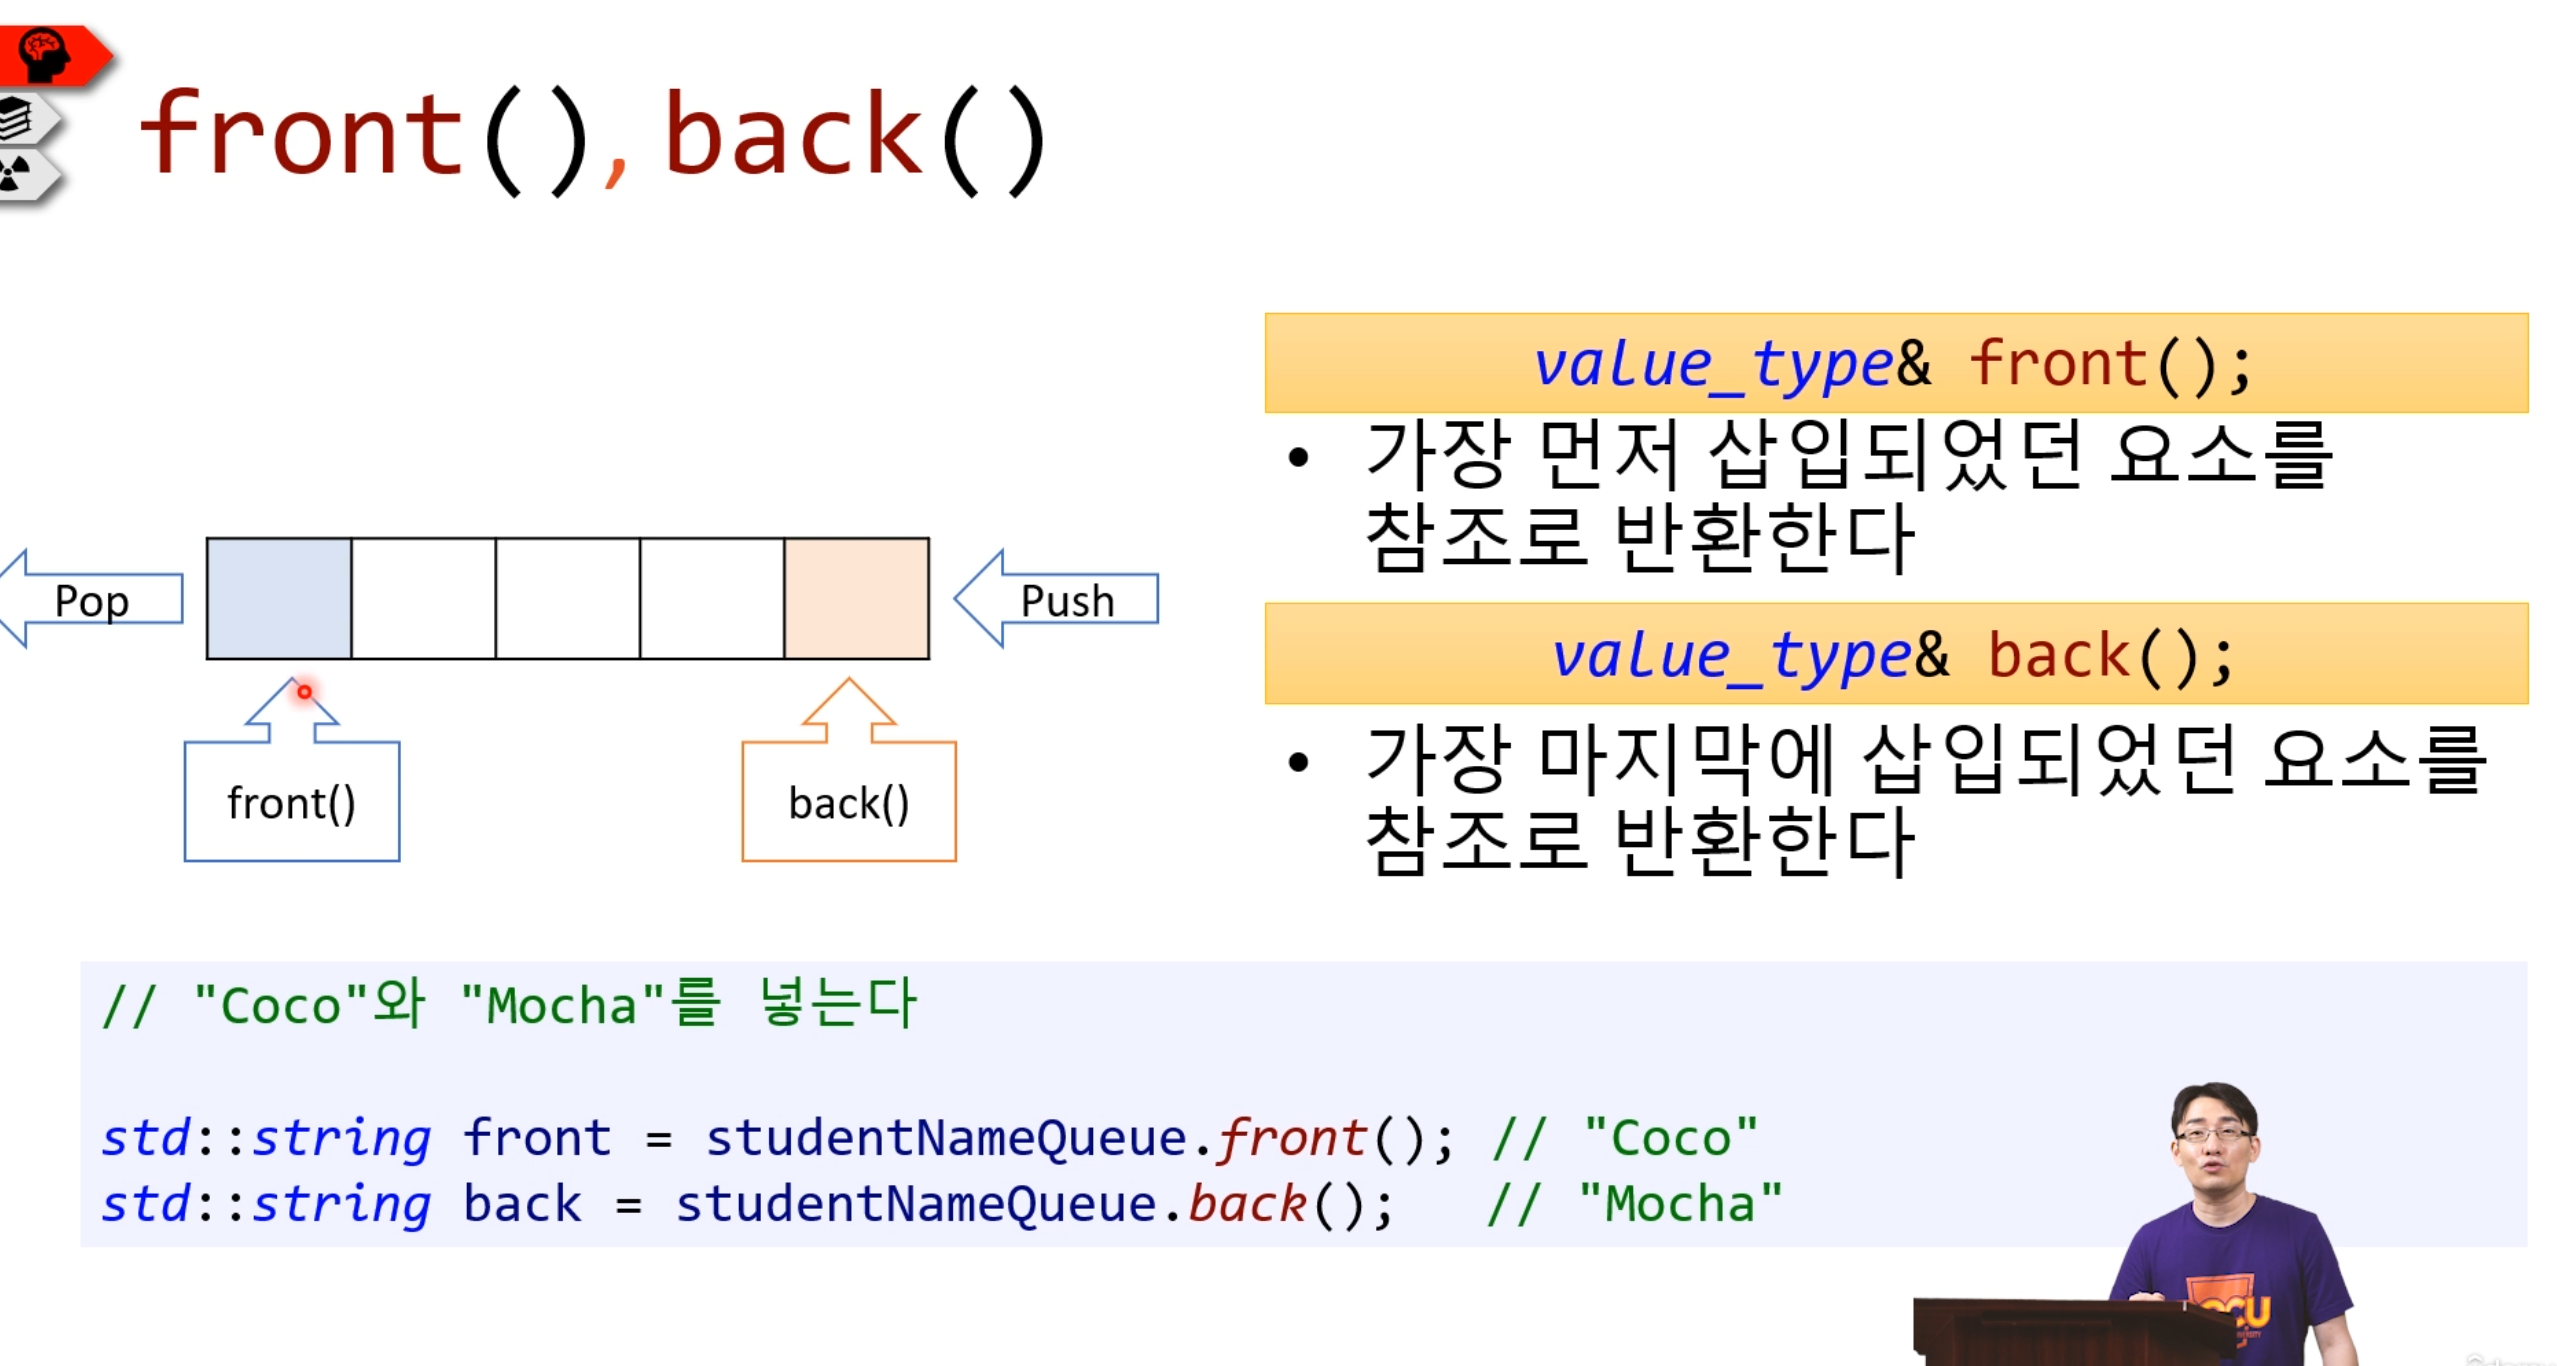 front(),back()
value_type& front();
• 가장 먼저 삽입되었던 요소를
참조로 반환한다
Pop
Push
value_type& back();
• 가장 마지막에 삽입되었던 요소를
참조로 반환한다
front()
back()
// "Coco"와 "Mocha"를 넣는다
std::string front = studentNameQueue.front(); // "Coco"
std::string back = studentNameQueue.back();   // "Mocha"